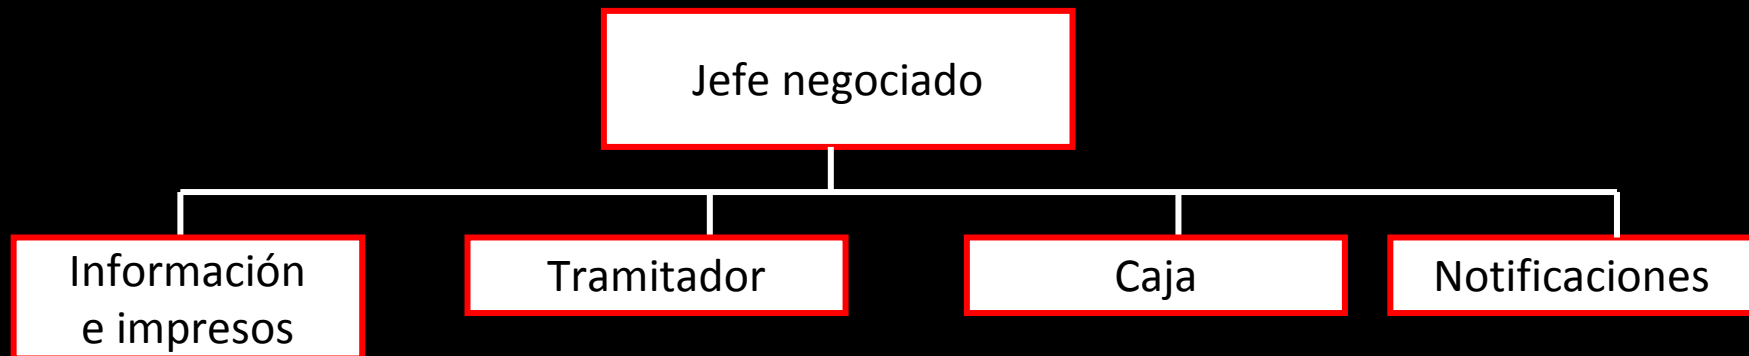 Jefe negociado
Información
e impresos
Tramitador
Caja
Notificaciones